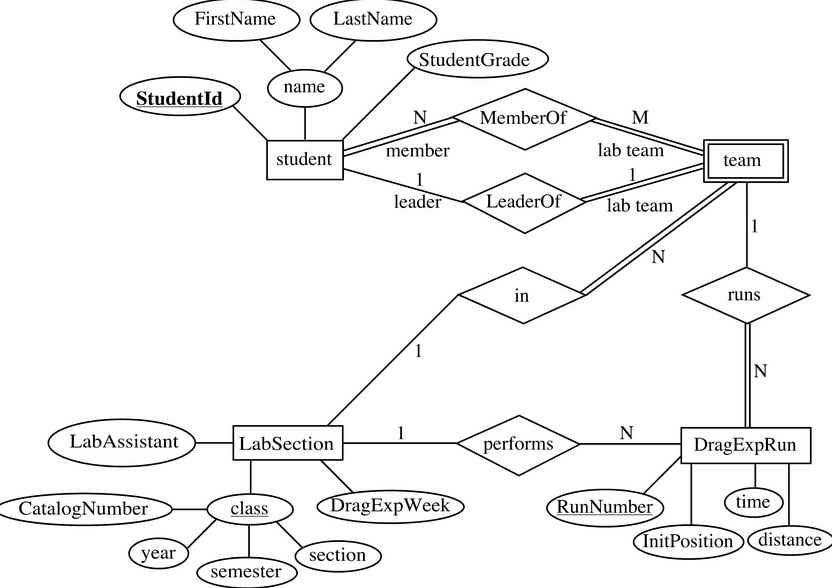 FirstName
LastName
StudentGrade
name
StudentId
N
MemberOf
M
student
member
lab team
team
1
1
leader
LeaderOf
lab team
1
N
in
runs
1
N
LabAssistant
LabSection
1
performs
N
DragExpRun
CatalogNumber
class
DragExpWeek
RunNumber
time
year
semester
section
InitPosition
distance